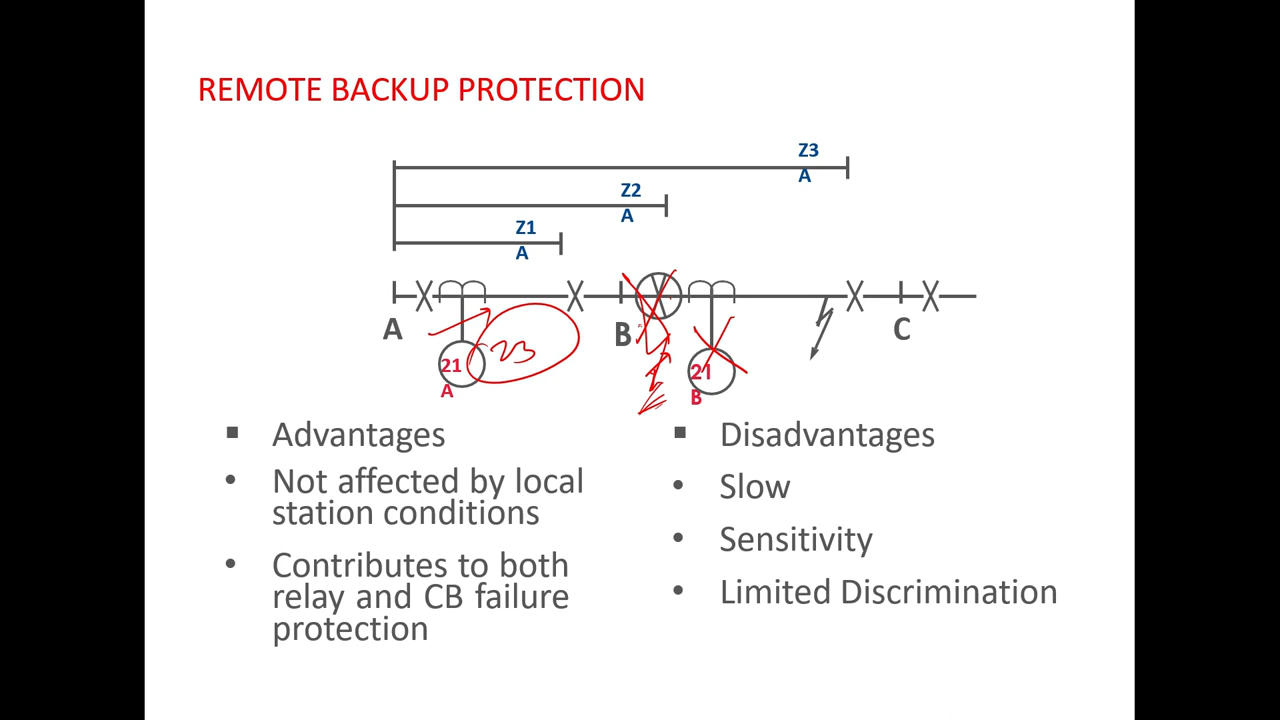 REMOTE BACKUP PROTECTION
Z3
A
Z2
A
Z1
A
A
B
C
21
A
21
B
▪ Advantages
• Not affected by local
station conditions
• Contributes to both
relay and CB failure
protection
▪ Disadvantages
• Slow
• Sensitivity
• Limited Discrimination